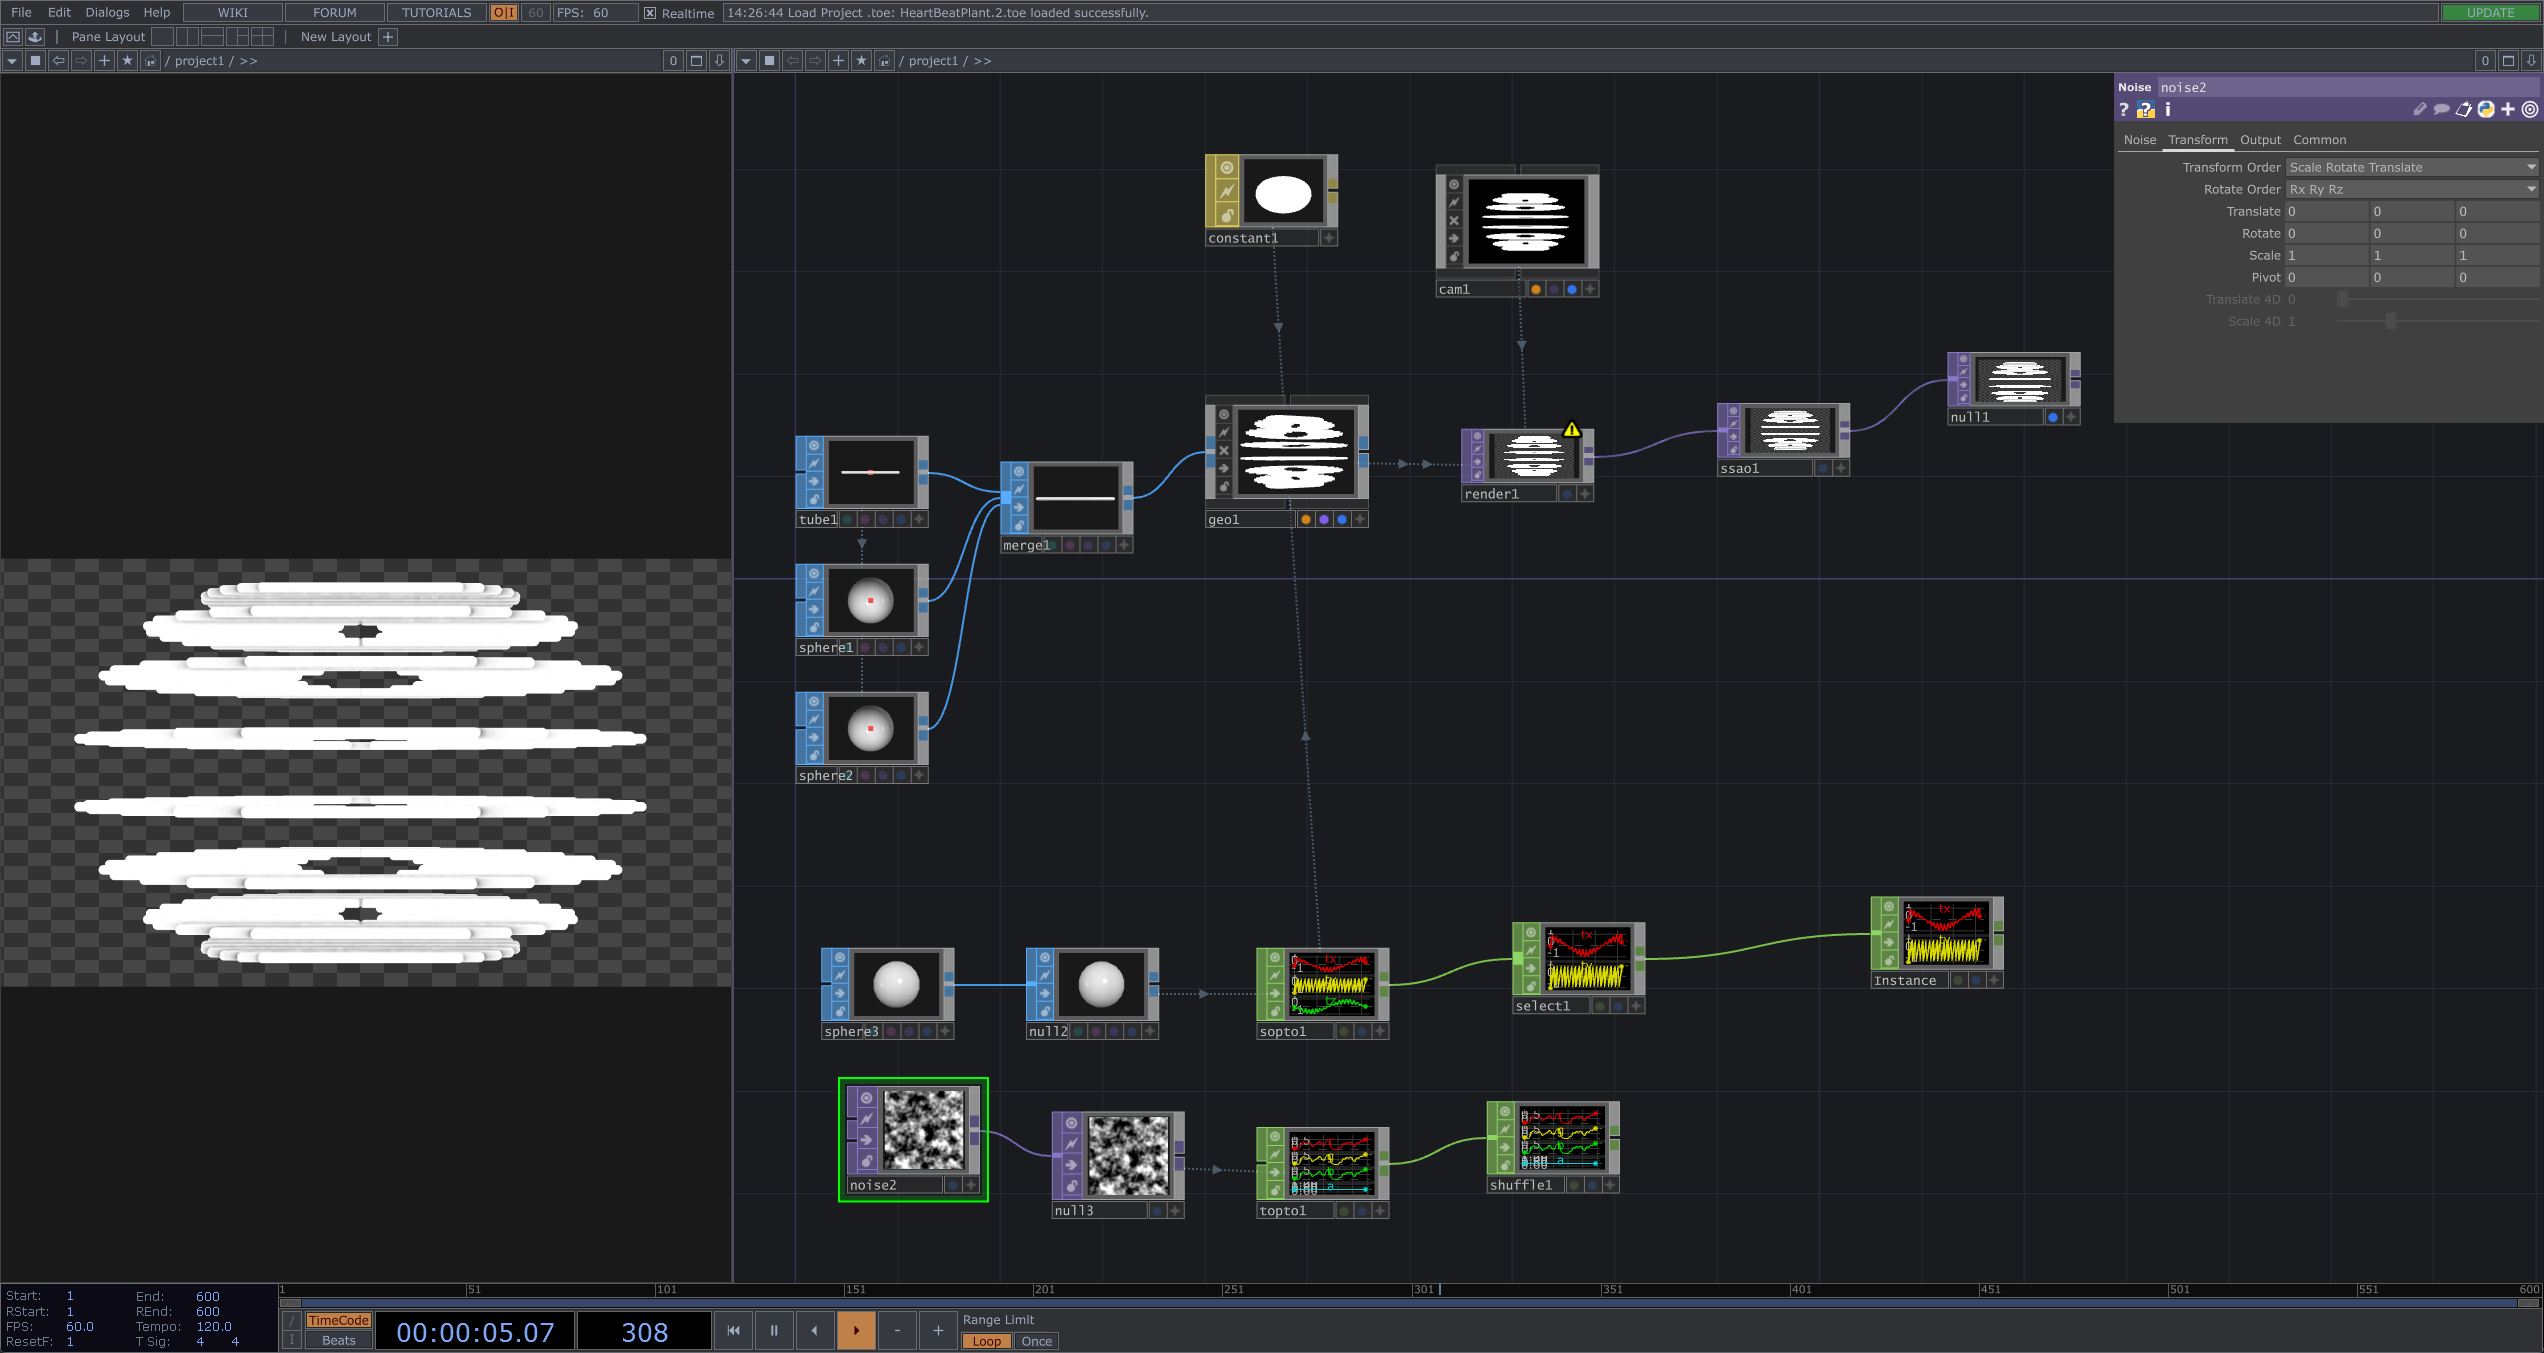 File Edit Dialogs Help WIKI FORUM TUTORIALS O|I 60 FPS: 60 Realtime 14:26:44 Load Project .toe: HeartBeatPlant.2.toe loaded successfully. UPDATE
Pane Layout New Layout
/ project1 / >> 0
/ project1 / >> 0
Noise noise2
? ? i
Noise Transform Output Common
Transform Order Scale Rotate Translate
Rotate Order Rx Ry Rz
Translate 0 0 0
Rotate 0 0 0
Scale 1 1 1
Pivot 0 0 0
Translate 4D 0
Scale 4D 1
constant1
cam1
null1
ssao1
render1
geo1
tube1
merge1
sphere1
sphere2
Instance
select1
sphere3
null2
sopto1
noise2
null3
topto1
shuffle1
1 51 101 151 201 251 301 351 401 451 501 551 600
Start: 1 End: 600
RStart: 1 REnd: 600
FPS: 60.0 Tempo: 120.0
ResetF: 1 T Sig: 4 4
TimeCode
Beats
00:00:05.07
308
Range Limit
Loop Once